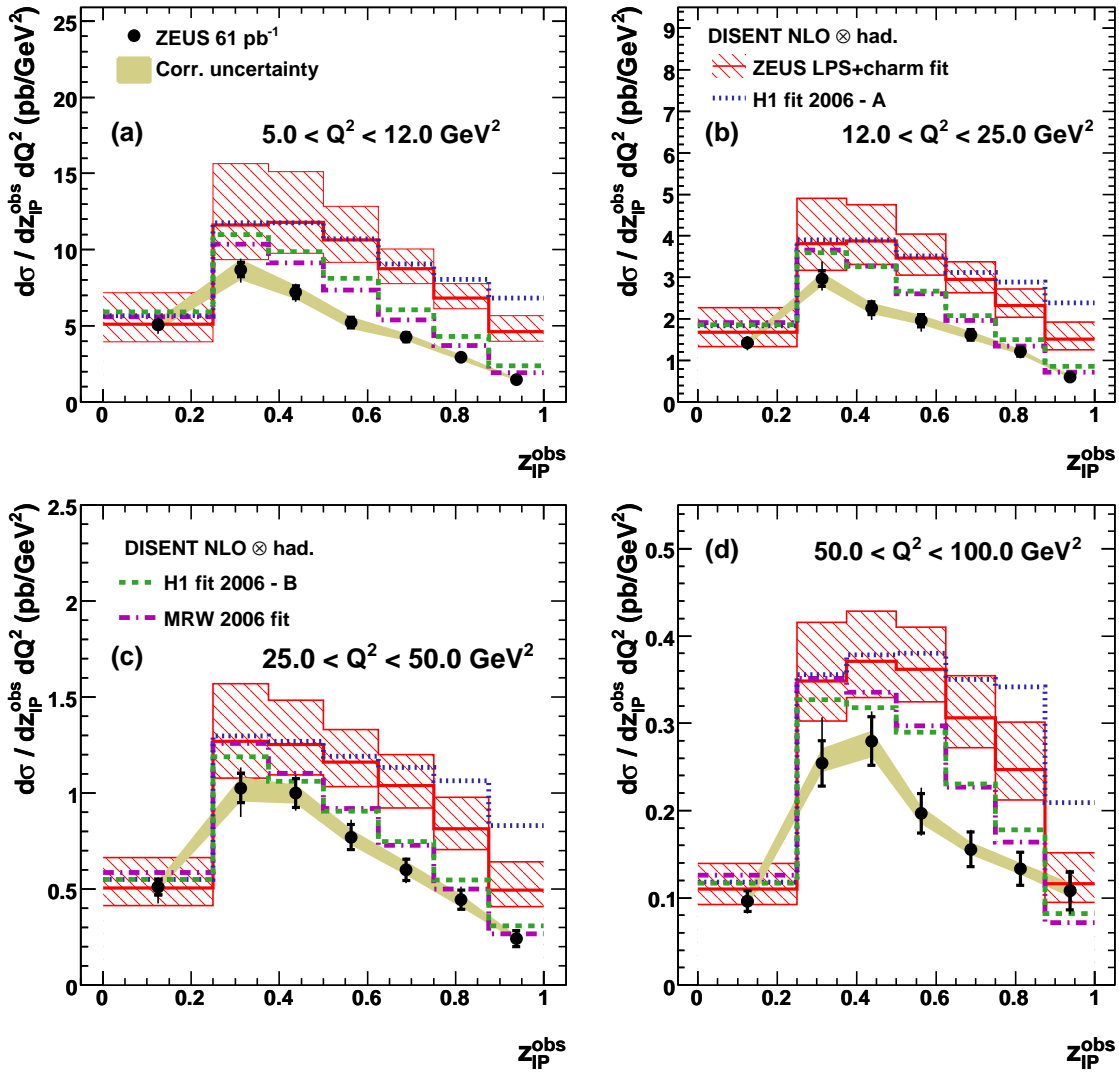 dσ / dz_IP^obs dQ² (pb/GeV²)
25
20
15
10
5
0
ZEUS 61 pb⁻¹
Corr. uncertainty
(a)
5.0 < Q² < 12.0 GeV²
0 0.2 0.4 0.6 0.8 1
z_IP^obs
dσ / dz_IP^obs dQ² (pb/GeV²)
9
8
7
6
5
4
3
2
1
0
DISENT NLO ⊗ had.
ZEUS LPS+charm fit
H1 fit 2006 - A
(b)
12.0 < Q² < 25.0 GeV²
0 0.2 0.4 0.6 0.8 1
z_IP^obs
dσ / dz_IP^obs dQ² (pb/GeV²)
2.5
2
1.5
1
0.5
0
DISENT NLO ⊗ had.
H1 fit 2006 - B
MRW 2006 fit
(c)
25.0 < Q² < 50.0 GeV²
0 0.2 0.4 0.6 0.8 1
z_IP^obs
dσ / dz_IP^obs dQ² (pb/GeV²)
0.5
0.4
0.3
0.2
0.1
0
(d)
50.0 < Q² < 100.0 GeV²
0 0.2 0.4 0.6 0.8 1
z_IP^obs